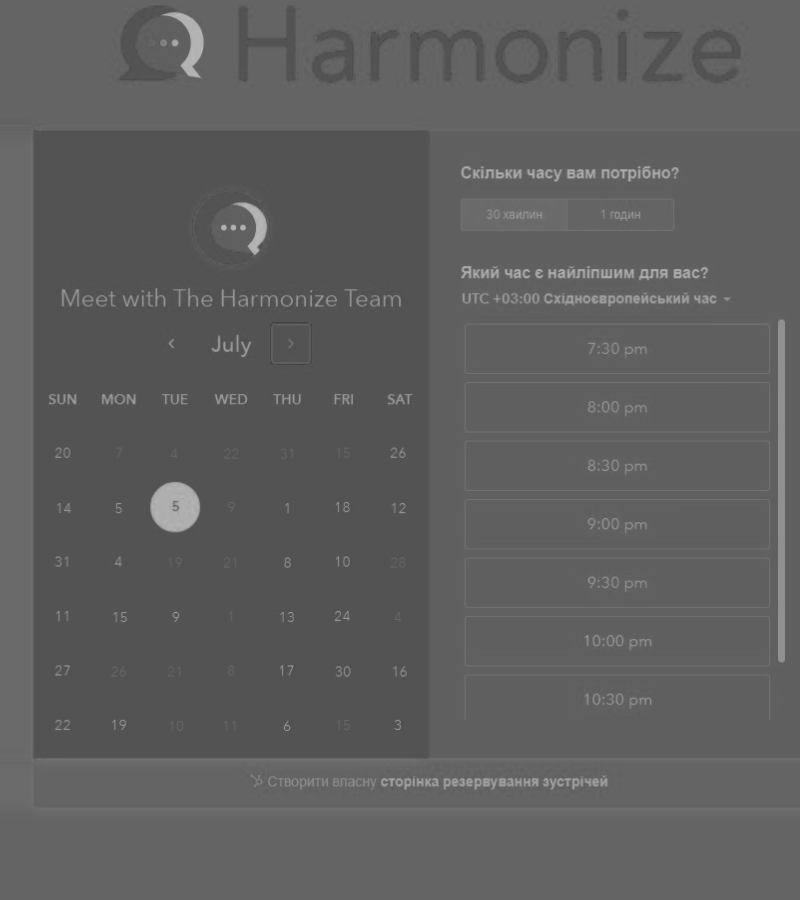 Harmonize
Meet with The Harmonize Team
July
SUN MON TUE WED THU FRI SAT
20 7 4 22 31 15 26
14 5 5 9 1 18 12
31 4 19 21 8 10 28
11 15 9 1 13 24 4
27 26 21 8 17 30 16
22 19 10 11 6 15 3
Скільки часу вам потрібно?
30 хвилин 1 годин
Який час є найліпшим для вас?
UTC +03:00 Східноєвропейський час
7:30 pm
8:00 pm
8:30 pm
9:00 pm
9:30 pm
10:00 pm
10:30 pm
Створити власну сторінка резервування зустрічей